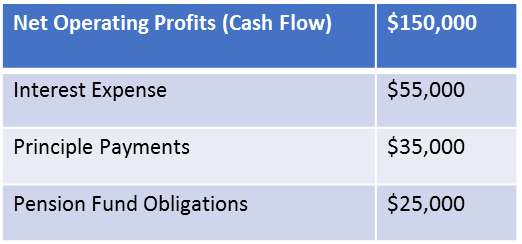 Net Operating Profits (Cash Flow) $150,000
Interest Expense $55,000
Principle Payments $35,000
Pension Fund Obligations $25,000